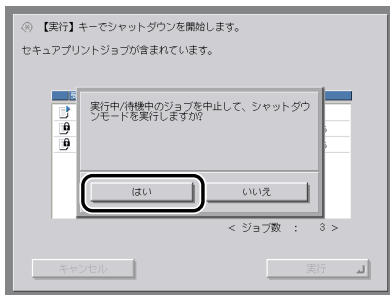 【実行】キーでシャットダウンを開始します。
セキュアプリントジョブが含まれています。
実行中/待機中のジョブを中止して、シャットダウ
ンモードを実行しますか?
はい
いいえ
< ジョブ数 : 3 >
キャンセル
実行